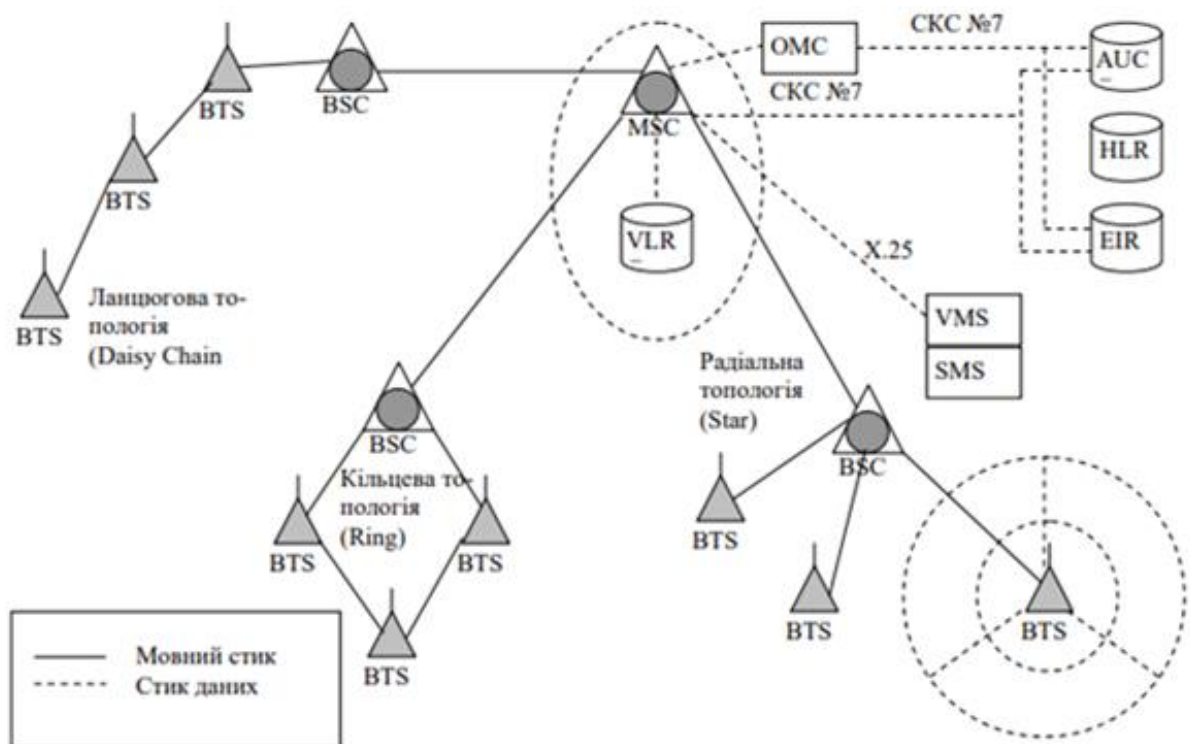 СКС №7
OMC
AUC
СКС №7
BTS
BSC
MSC
HLR
BTS
VLR
EIR
X.25
Ланцюгова то-
пологія
(Daisy Chain
BTS
VMS
SMS
Радіальна
топологія
(Star)
BSC
BSC
Кільцева то-
пологія
(Ring)
BTS
BTS
BTS
BTS
BTS
BTS
Мовний стик
Стик даних